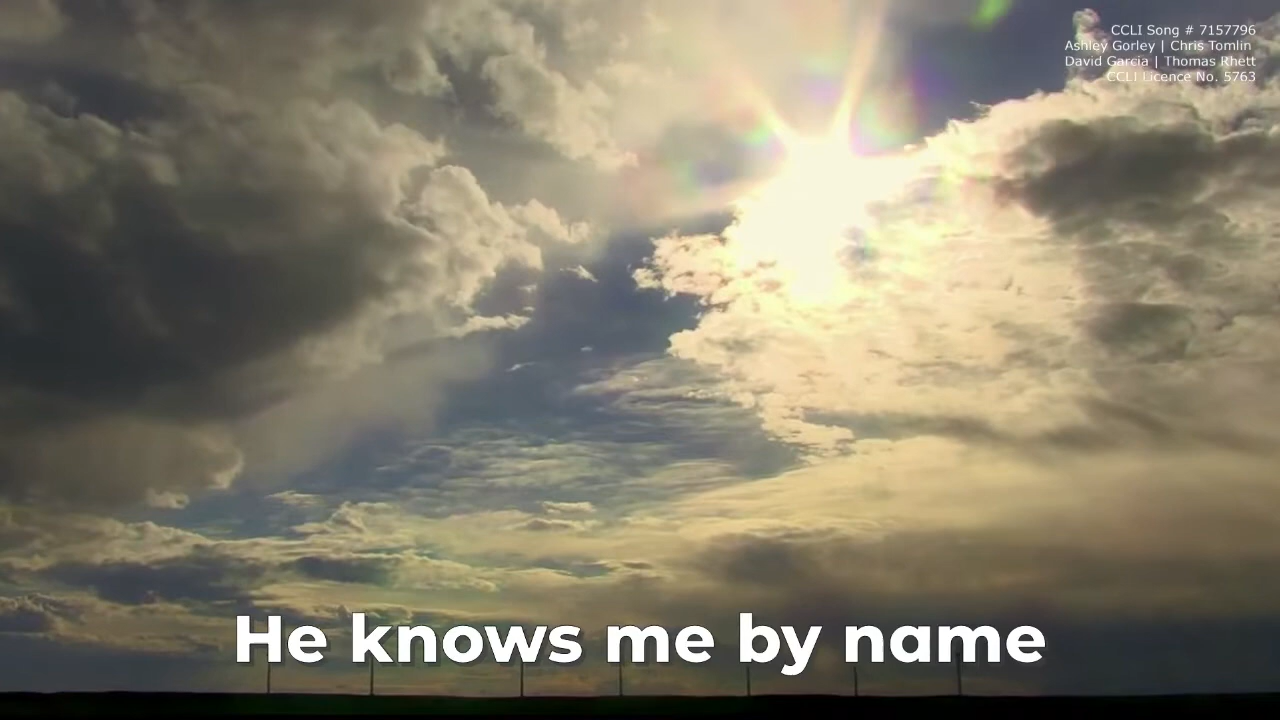 CCLI Song # 7157796
Ashley Gorley | Chris Tomlin
David Garcia | Thomas Rhett
CCLI Licence No. 5763
He knows me by name